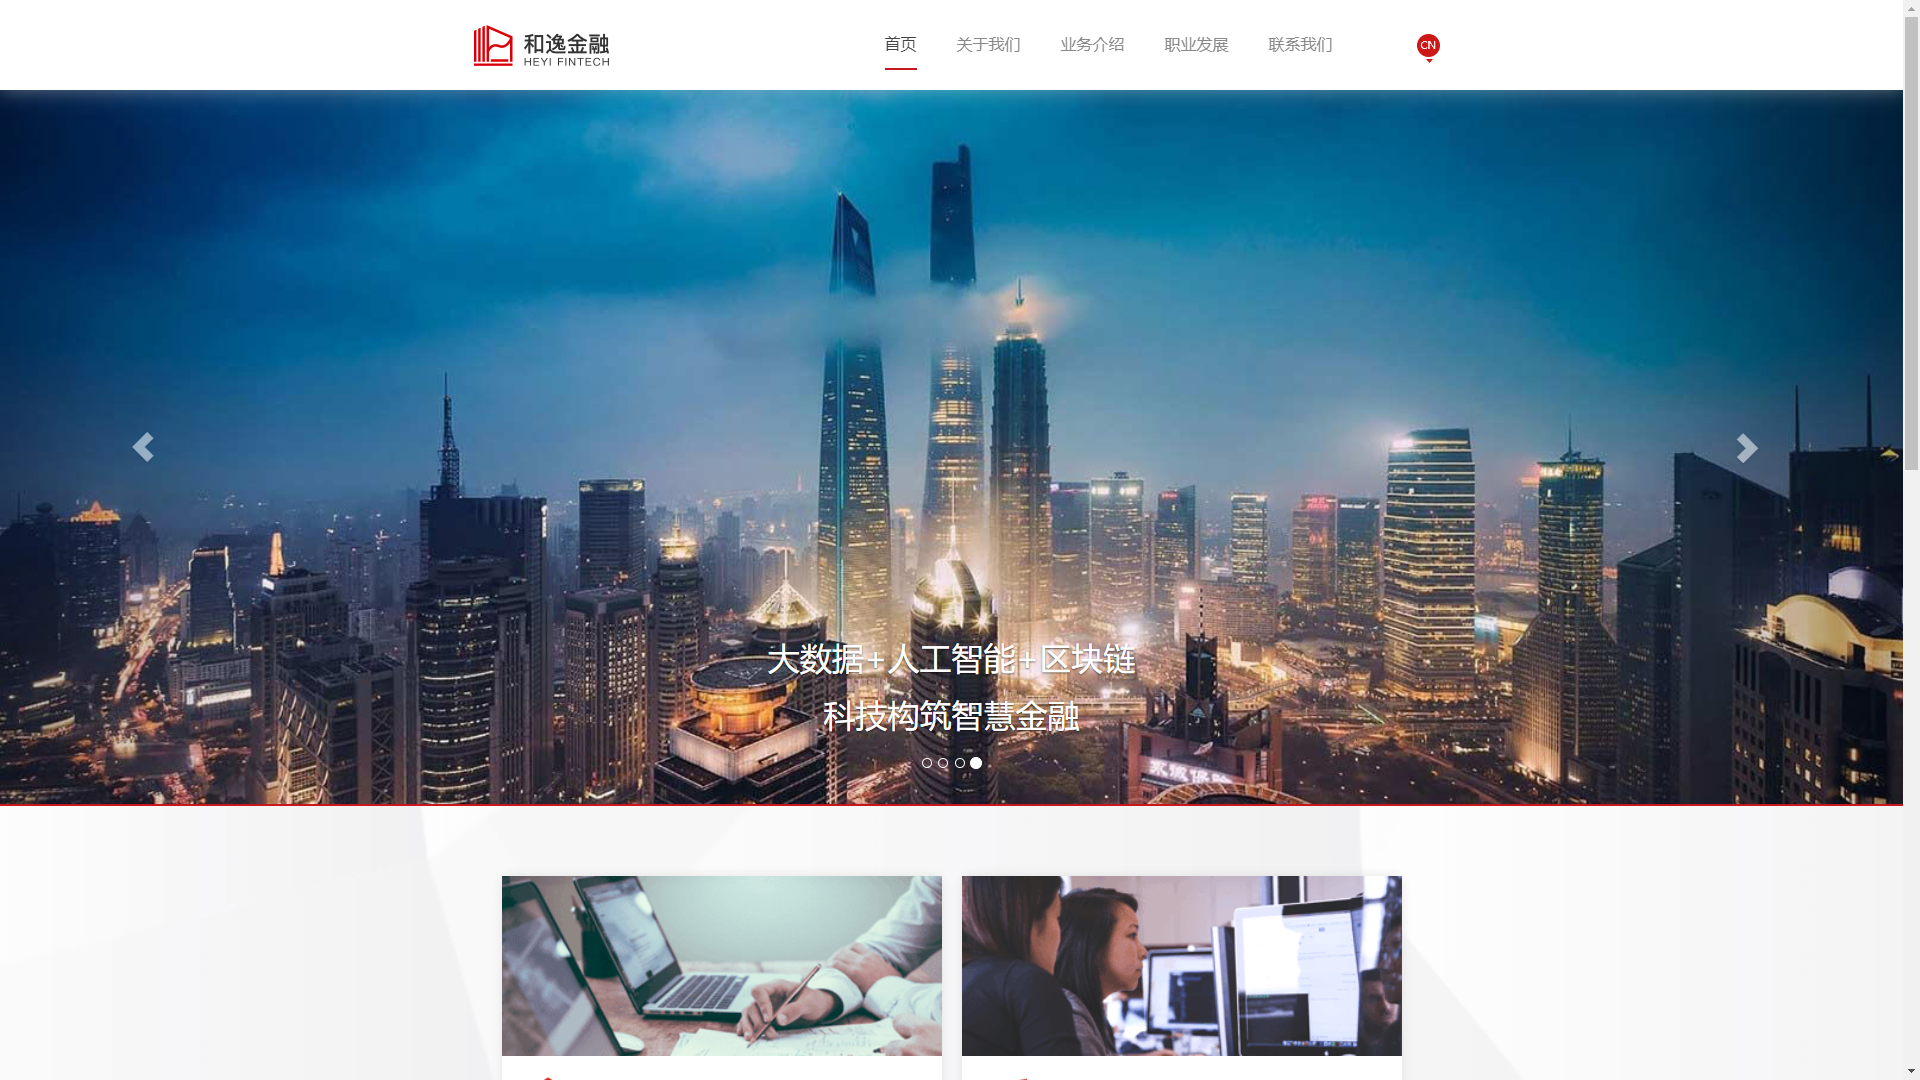 和逸金融
HEYI FINTECH
首页
关于我们
业务介绍
职业发展
联系我们
CN
大数据+人工智能+区块链
科技构筑智慧金融